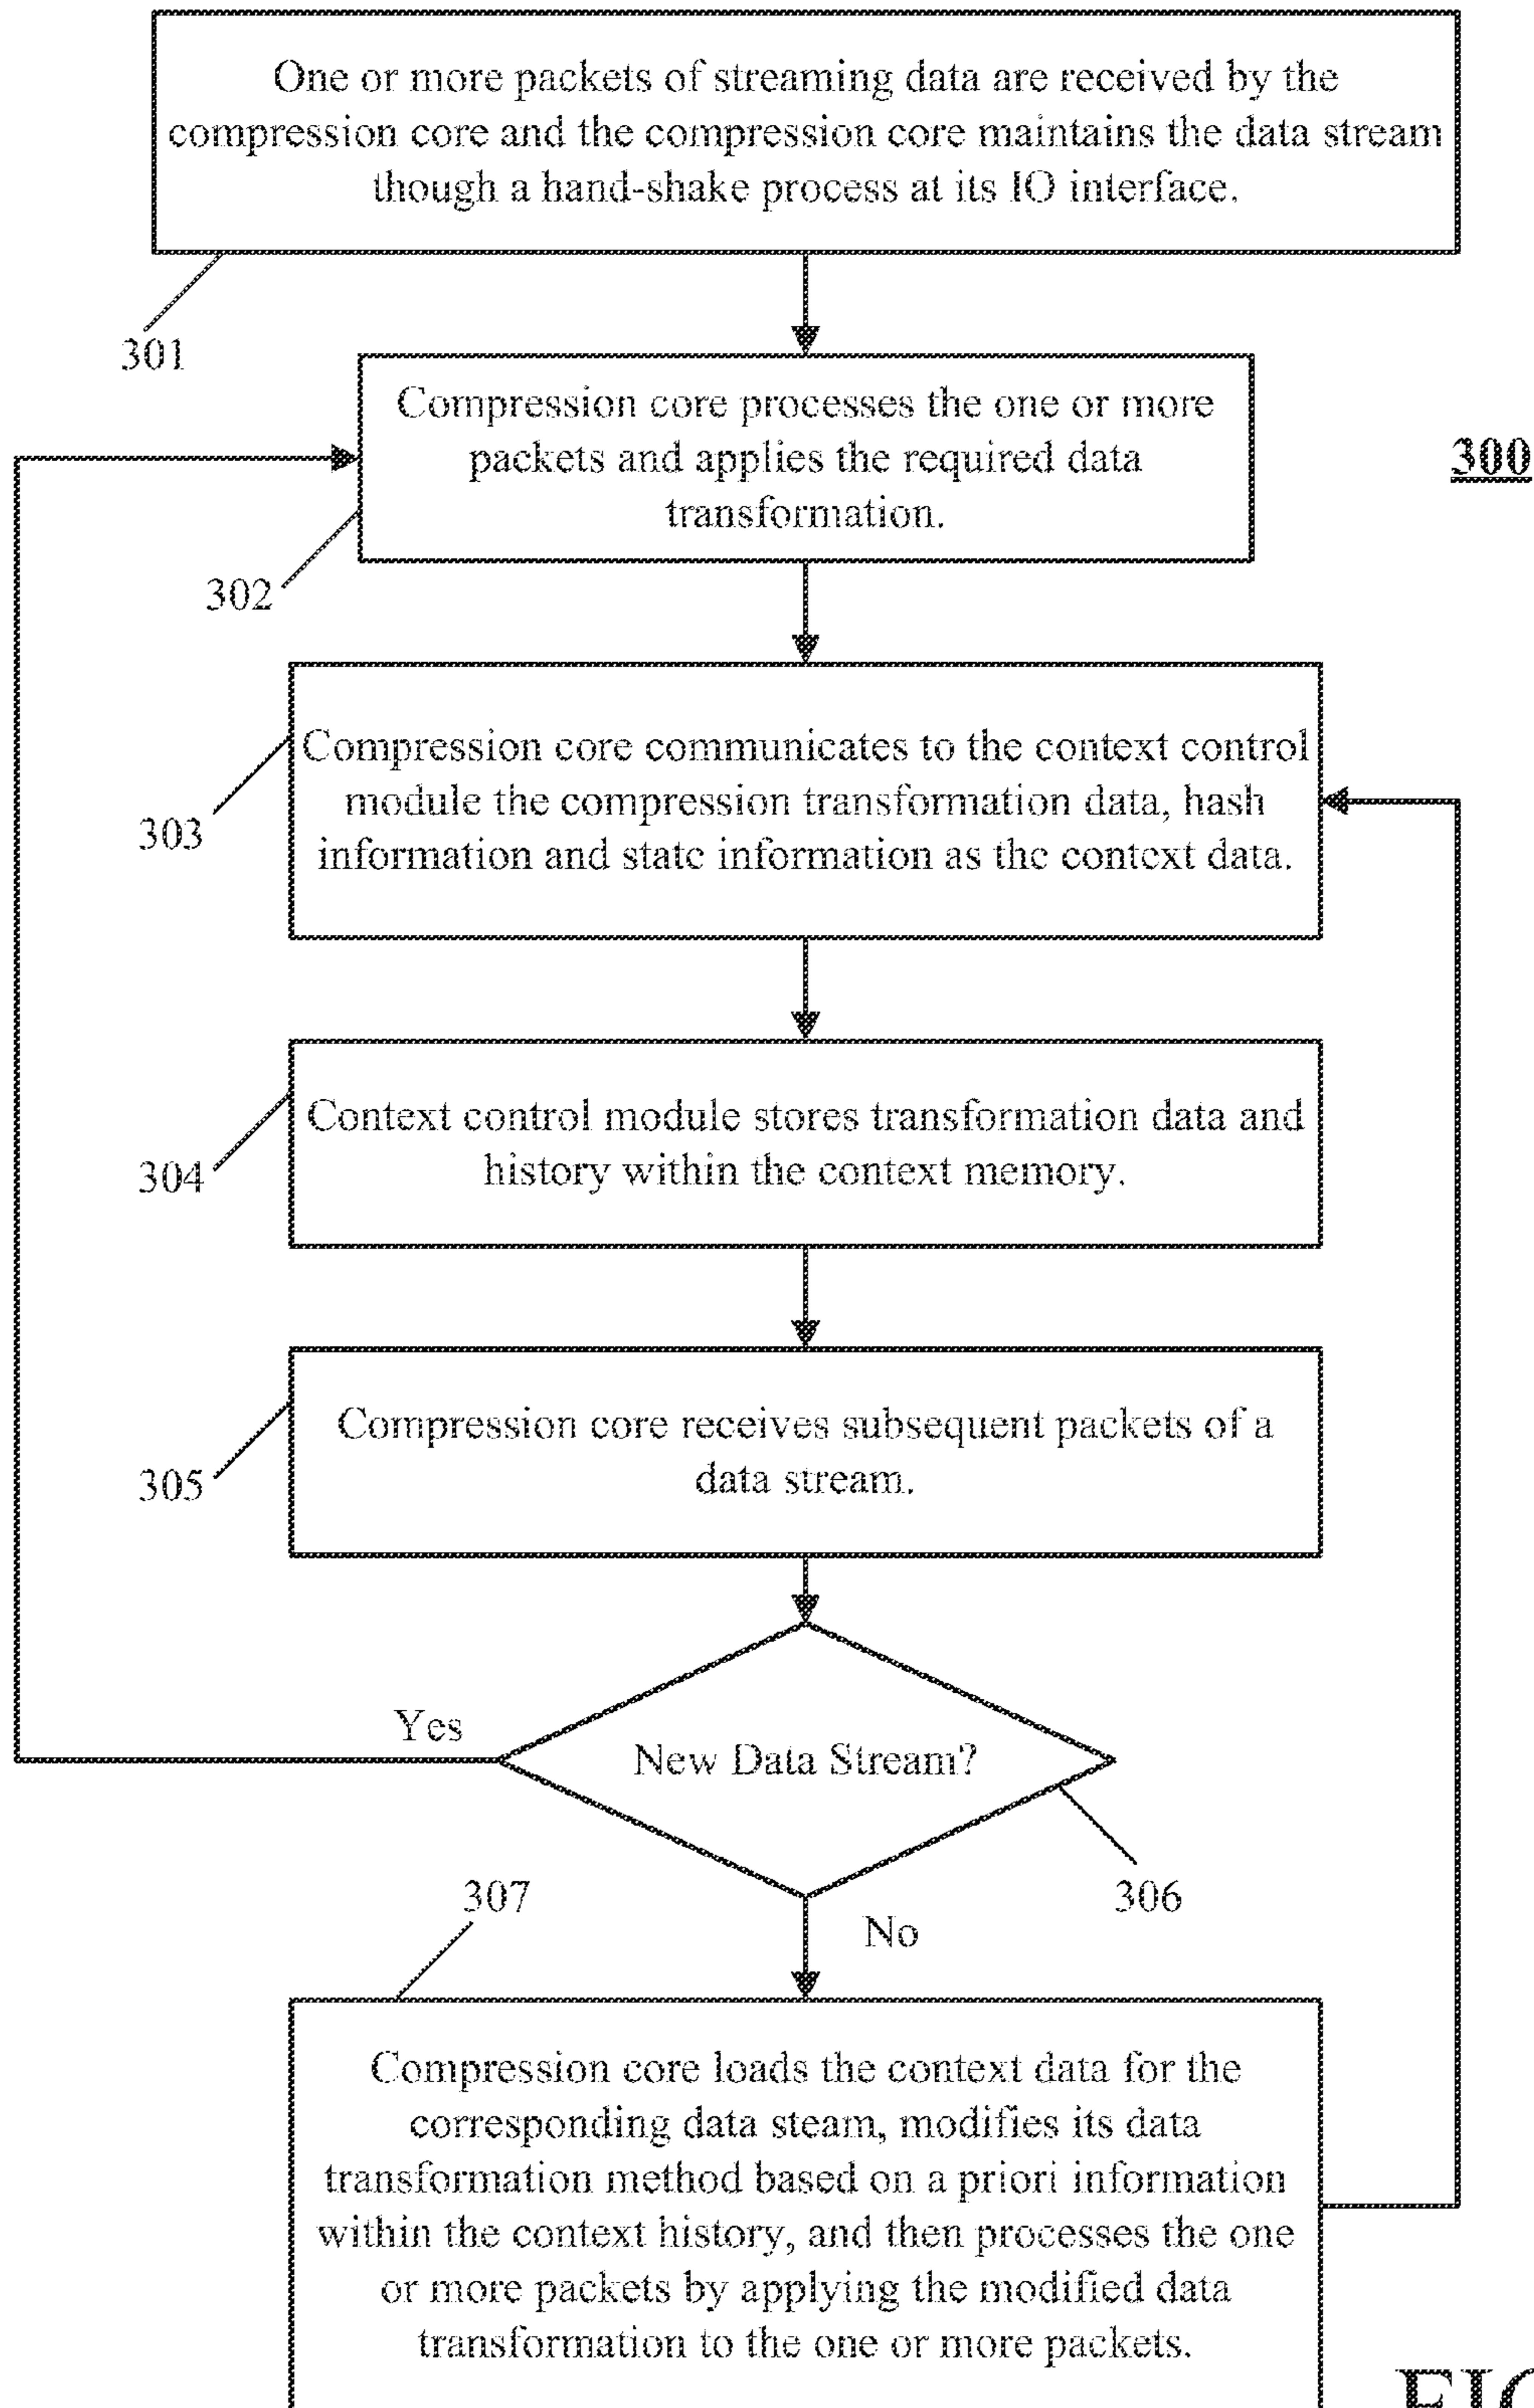 One or more packets of streaming data are received by the
compression core and the compression core maintains the data stream
though a hand-shake process at its IO interface.
301
Compression core processes the one or more
packets and applies the required data
transformation.
300
302
Compression core communicates to the context control
module the compression transformation data, hash
information and state information as the context data.
303
Context control module stores transformation data and
history within the context memory.
304
Compression core receives subsequent packets of a
data stream.
305
Yes
New Data Stream?
306
307
No
Compression core loads the context data for the
corresponding data steam, modifies its data
transformation method based on a priori information
within the context history, and then processes the one
or more packets by applying the modified data
transformation to the one or more packets.